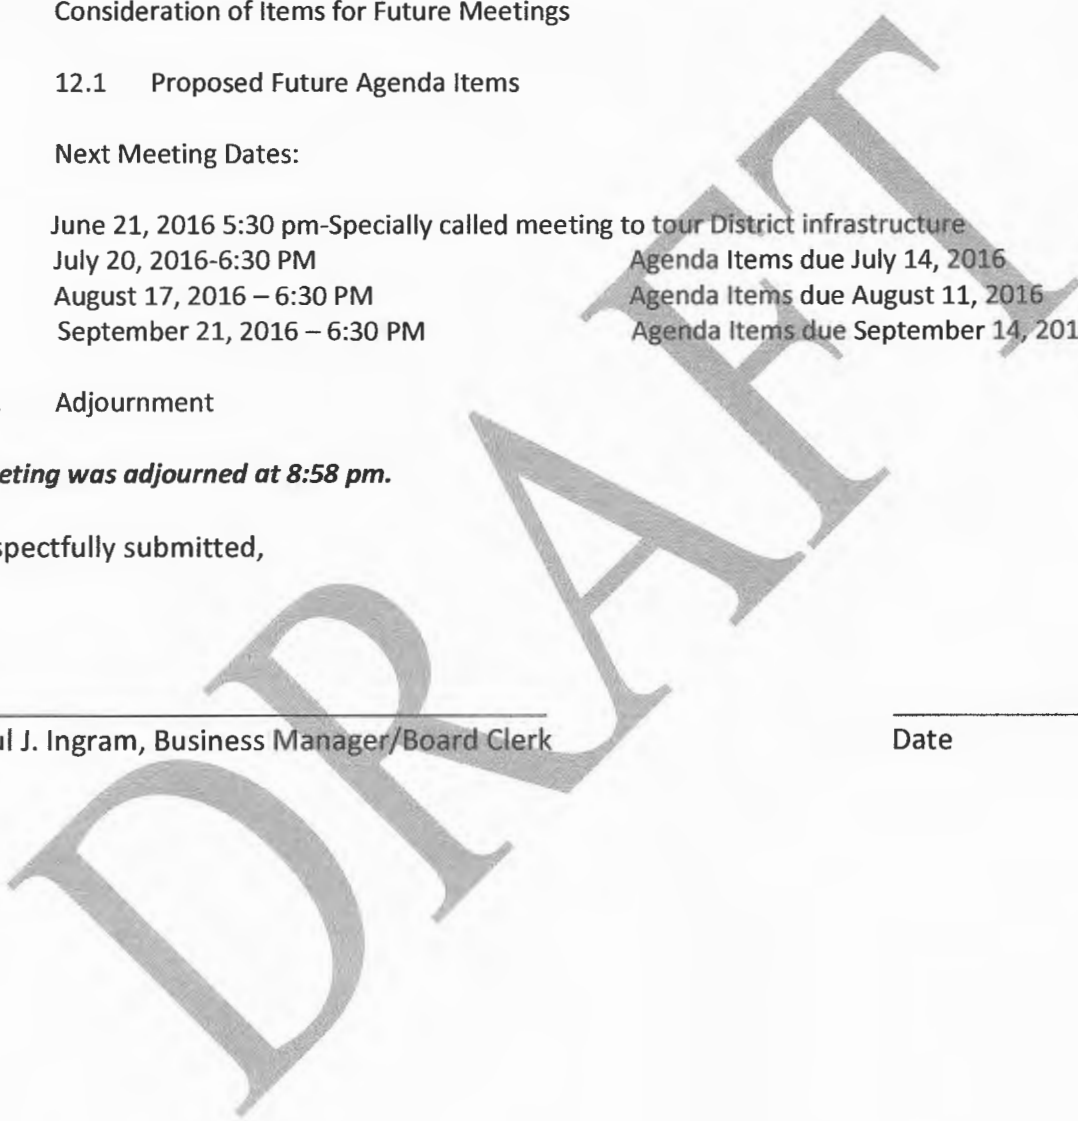 Consideration of Items for Future Meetings
12.1 Proposed Future Agenda Items
Next Meeting Dates:
June 21, 2016 5:30 pm-Specially called meeting to tour District infrastructure
July 20, 2016-6:30 PM Agenda Items due July 14, 2016
August 17, 2016 – 6:30 PM Agenda Items due August 11, 2016
September 21, 2016 – 6:30 PM Agenda Items due September 14, 201
Adjournment
eting was adjourned at 8:58 pm.
spectfully submitted,
l J. Ingram, Business Manager/Board Clerk Date
DRAFT